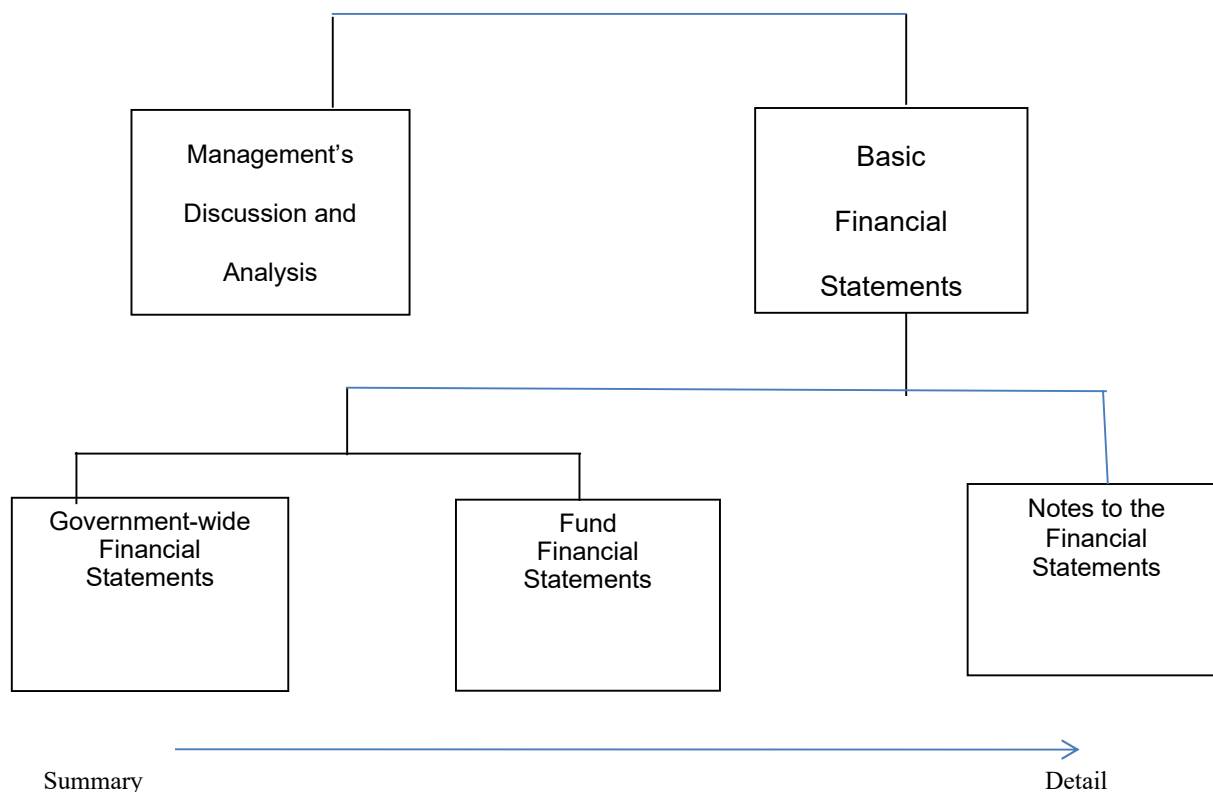 Management’s
Discussion and
Analysis
Basic
Financial
Statements
Government-wide
Financial
Statements
Fund
Financial
Statements
Notes to the
Financial
Statements
Summary
Detail